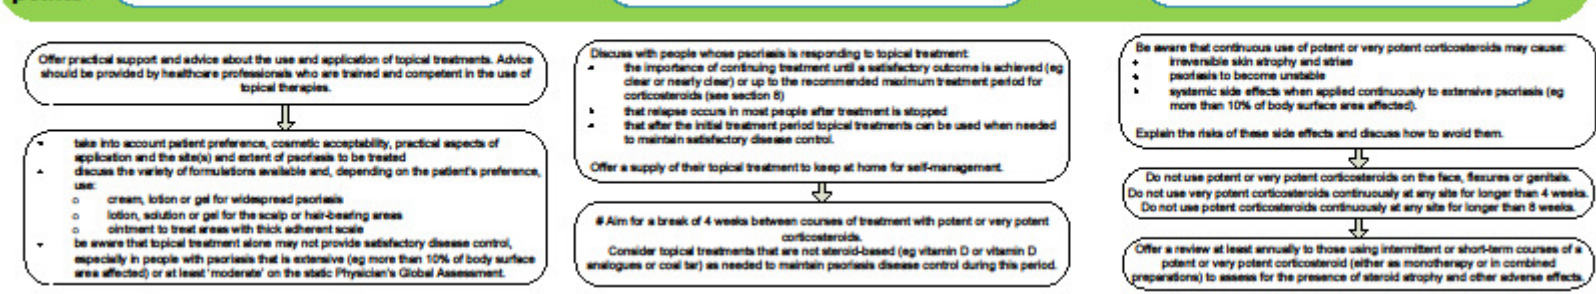 Offer practical support and advice about the use and application of topical treatments. Advice
should be provided by healthcare professionals who are trained and competent in the use of
topical therapies.
• take into account patient preference, cosmetic acceptability, practical aspects of
application and the site(s) and extent of psoriasis to be treated
• discuss the variety of formulations available and, depending on the patient's preference,
use:
o cream, lotion or gel for widespread psoriasis
o lotion, solution or gel for the scalp or hair-bearing areas
o ointment to treat areas with thick adherent scale
• be aware that topical treatment alone may not provide satisfactory disease control,
especially in people with psoriasis that is extensive (eg more than 10% of body surface
area affected) or at least 'moderate' on the static Physician's Global Assessment.
Discuss with people whose psoriasis is responding to topical treatment:
• the importance of continuing treatment until a satisfactory outcome is achieved (eg
clear or nearly clear) or up to the recommended maximum treatment period for
corticosteroids (see section 8)
• that relapse occurs in most people after treatment is stopped
• that after the initial treatment period topical treatments can be used when needed
to maintain satisfactory disease control.
Offer a supply of their topical treatment to keep at home for self-management.
# Aim for a break of 4 weeks between courses of treatment with potent or very potent
corticosteroids.
Consider topical treatments that are not steroid-based (eg vitamin D or vitamin D
analogues or coal tar) as needed to maintain psoriasis disease control during this period.
Be aware that continuous use of potent or very potent corticosteroids may cause:
• irreversible skin atrophy and striae
• psoriasis to become unstable
• systemic side effects when applied continuously to extensive psoriasis (eg
more than 10% of body surface area affected).
Explain the risks of these side effects and discuss how to avoid them.
Do not use potent or very potent corticosteroids on the face, flexures or genitals.
Do not use very potent corticosteroids continuously at any site for longer than 4 weeks.
Do not use potent corticosteroids continuously at any site for longer than 8 weeks.
Offer a review at least annually to those using intermittent or short-term courses of a
potent or very potent corticosteroid (either as monotherapy or in combined
preparations) to assess for the presence of steroid atrophy and other adverse effects.